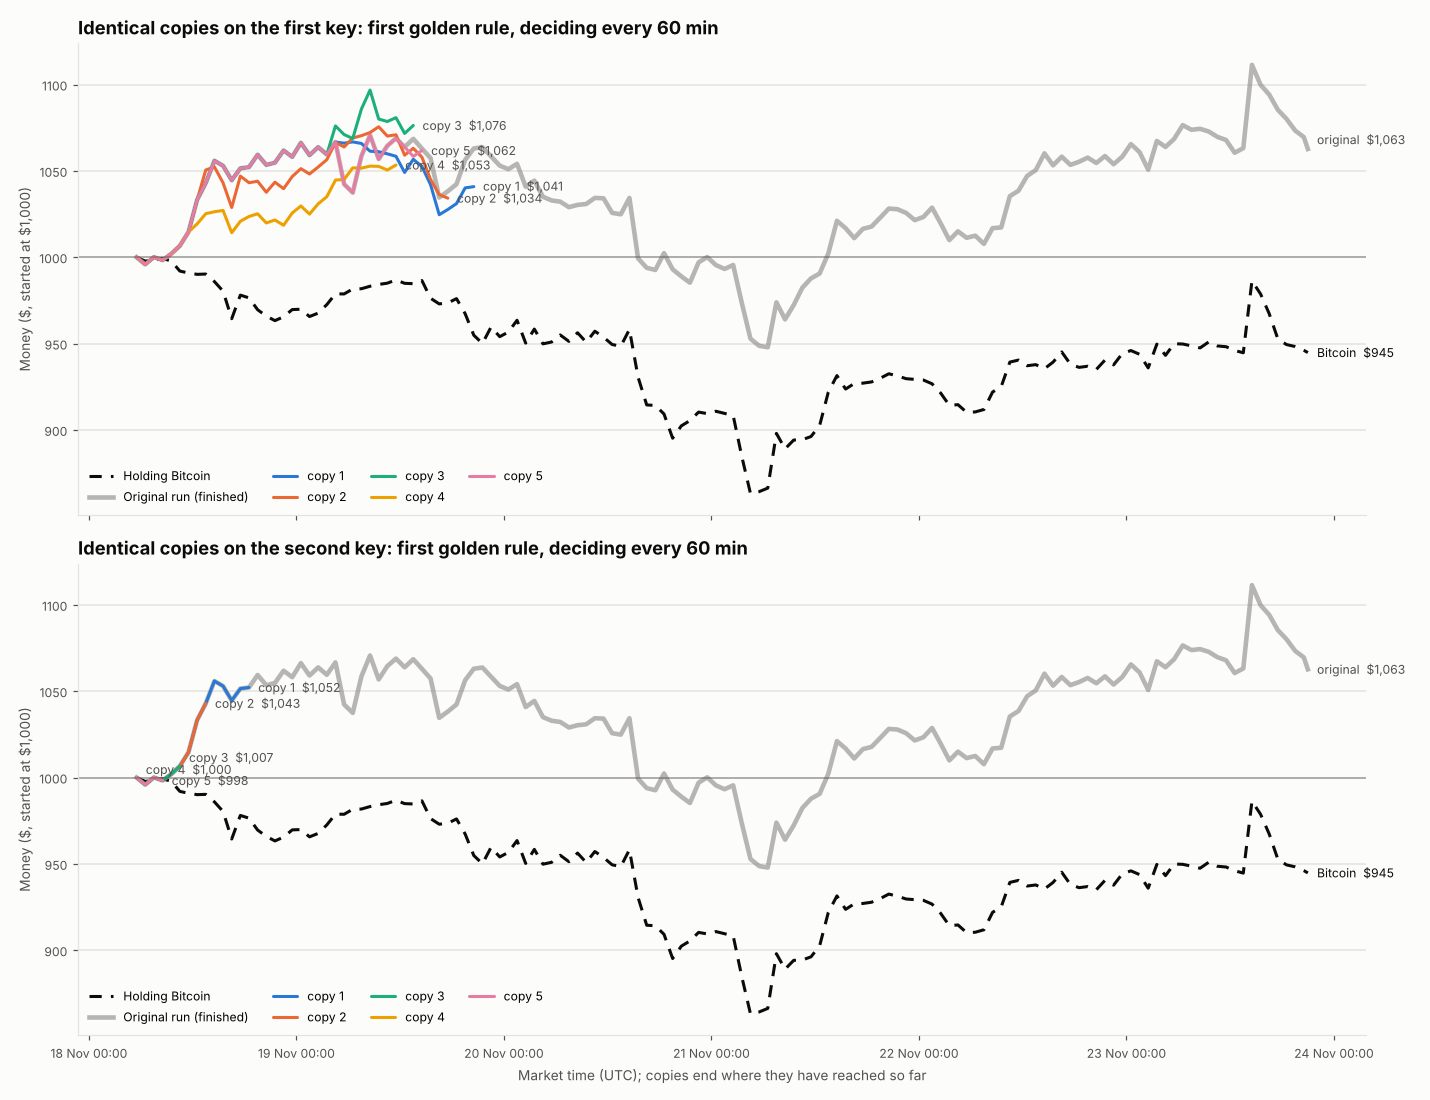 Identical copies on the first key: first golden rule, deciding every 60 min
Money ($, started at $1,000)
1100
1050
1000
950
900
copy 3 $1,076
copy 5 $1,062
copy 4 $1,053
copy 1 $1,041
copy 2 $1,034
original $1,063
Bitcoin $945
Holding Bitcoin
Original run (finished)
copy 1
copy 2
copy 3
copy 4
copy 5
Identical copies on the second key: first golden rule, deciding every 60 min
Money ($, started at $1,000)
1100
1050
1000
950
900
copy 1 $1,052
copy 2 $1,043
copy 3 $1,007
copy 4 $1,000
copy 5 $998
original $1,063
Bitcoin $945
Holding Bitcoin
Original run (finished)
copy 1
copy 2
copy 3
copy 4
copy 5
18 Nov 00:00
19 Nov 00:00
20 Nov 00:00
21 Nov 00:00
22 Nov 00:00
23 Nov 00:00
24 Nov 00:00
Market time (UTC); copies end where they have reached so far